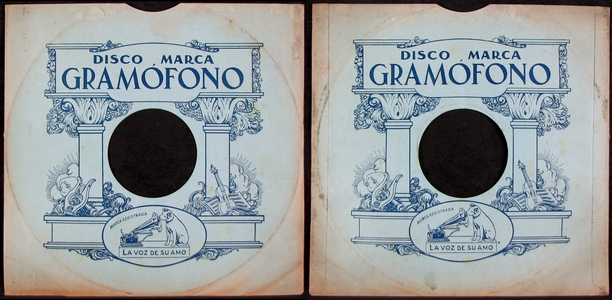 DISCO MARCA
GRAMÓFONO
MARCA REGISTRADA
LA VOZ DE SU AMO
DISCO MARCA
GRAMÓFONO
MARCA REGISTRADA
LA VOZ DE SU AMO